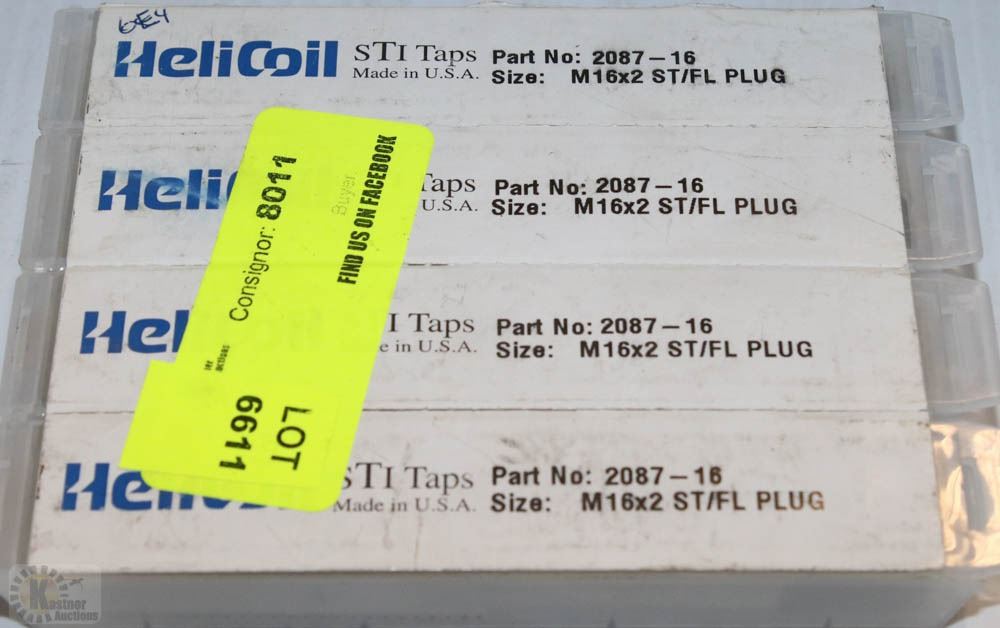 6E4
HeliCoil STI Taps Part No: 2087-16
Made in U.S.A. Size: M16x2 ST/FL PLUG
Heli Taps Part No: 2087-16
U.S.A. Size: M16x2 ST/FL PLUG
Hel I Taps Part No: 2087-16
e in U.S.A. Size: M16x2 ST/FL PLUG
He STI Taps Part No: 2087-16
Made in U.S.A. Size: M16x2 ST/FL PLUG
Consignor: 8011
Buyer
FIND US ON FACEBOOK
LOT
6611
Kastner
Auctions